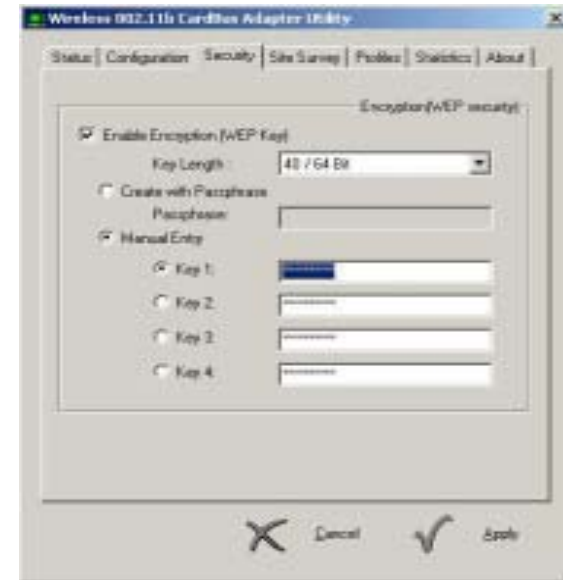 Wireless 802.11b CardBus Adapter Utility
Status Configuration Security Site Survey Profiles Statistics About
Encryption(WEP security)
Enable Encryption (WEP Key)
Key Length : 40 / 64 Bit
Create with Passphrase
Passphrase:
Manual Entry
Key 1: **********
Key 2: **********
Key 3: **********
Key 4: **********
Cancel Apply